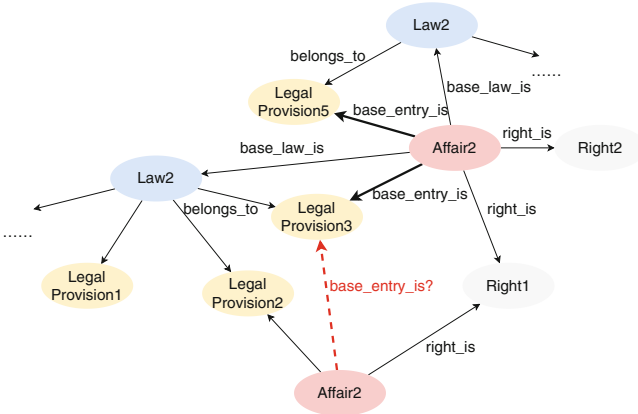 Law2
belongs_to
......
base_law_is
Legal
Provision5
base_entry_is
right_is
Affair2
Right2
base_law_is
Law2
base_entry_is
belongs_to
Legal
Provision3
right_is
......
Legal
Provision1
Legal
Provision2
base_entry_is?
Right1
right_is
Affair2